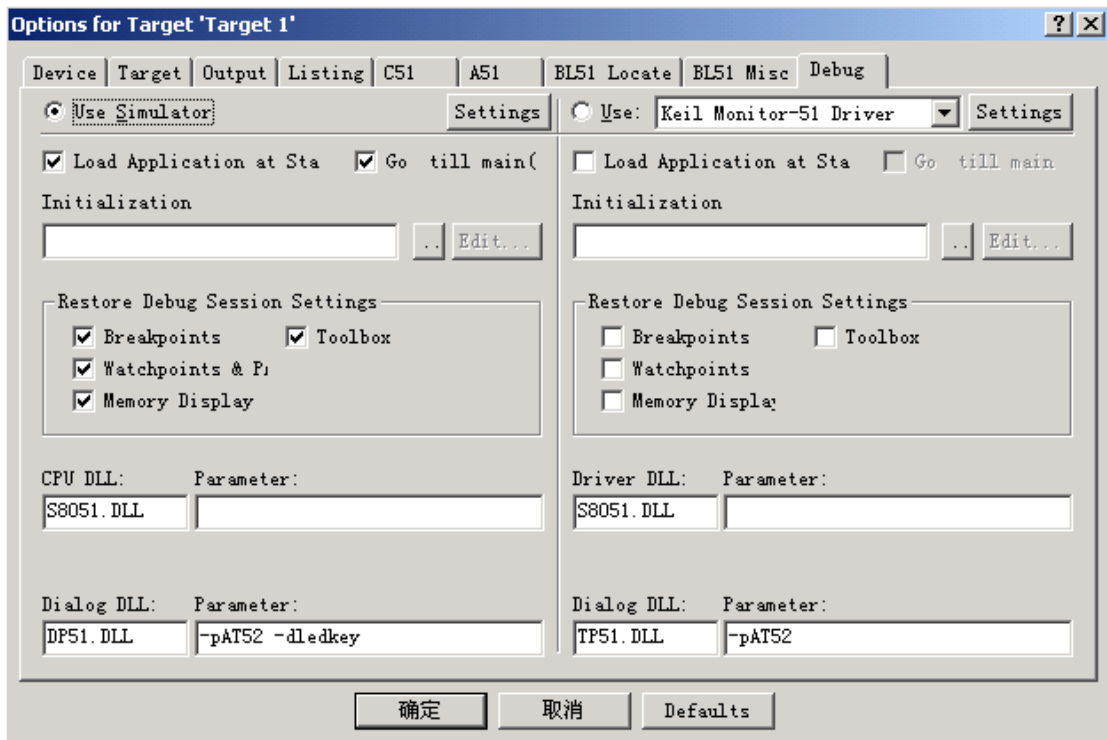 Options for Target 'Target 1'
Device Target Output Listing C51 A51 BL51 Locate BL51 Misc Debug
Use Simulator Settings Use: Keil Monitor-51 Driver Settings
Load Application at Sta Go till main( Load Application at Sta Go till main
Initialization Initialization
.. Edit... .. Edit...
Restore Debug Session Settings Restore Debug Session Settings
Breakpoints Toolbox Breakpoints Toolbox
Watchpoints & Pa Watchpoints
Memory Display Memory Display
CPU DLL: Parameter: Driver DLL: Parameter:
S8051.DLL S8051.DLL
Dialog DLL: Parameter: Dialog DLL: Parameter:
DP51.DLL -pAT52 -dledkey TP51.DLL -pAT52
确定 取消 Defaults